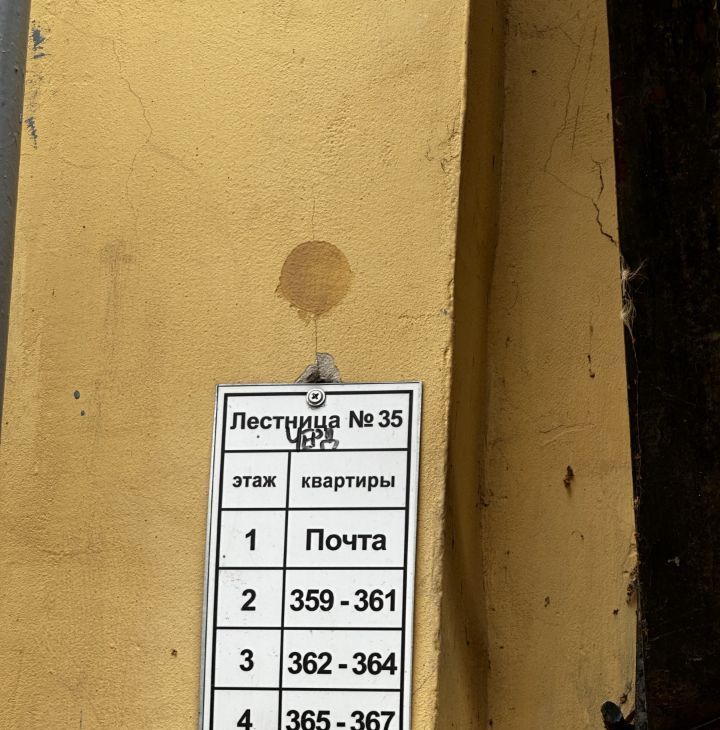 Лестница № 35
этаж квартиры
1 Почта
2 359 - 361
3 362 - 364
4 365 - 367